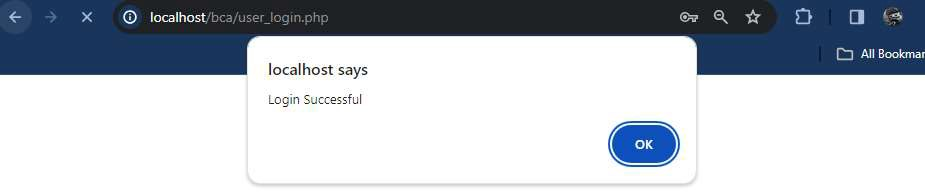 localhost/bca/user_login.php
All Bookmar
localhost says
Login Successful
OK